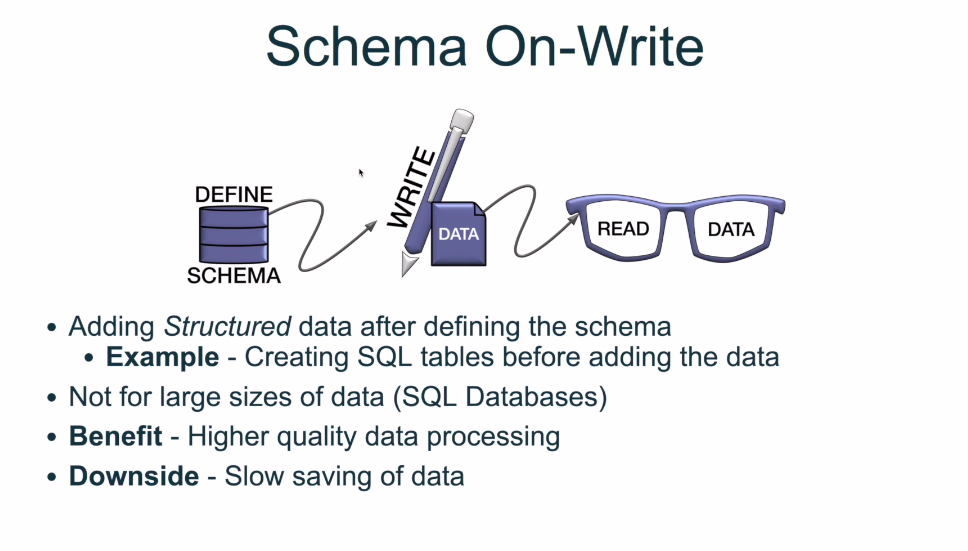 Schema On-Write
DEFINE
SCHEMA
WRITE
DATA
READ
DATA
• Adding Structured data after defining the schema
• Example - Creating SQL tables before adding the data
• Not for large sizes of data (SQL Databases)
• Benefit - Higher quality data processing
• Downside - Slow saving of data